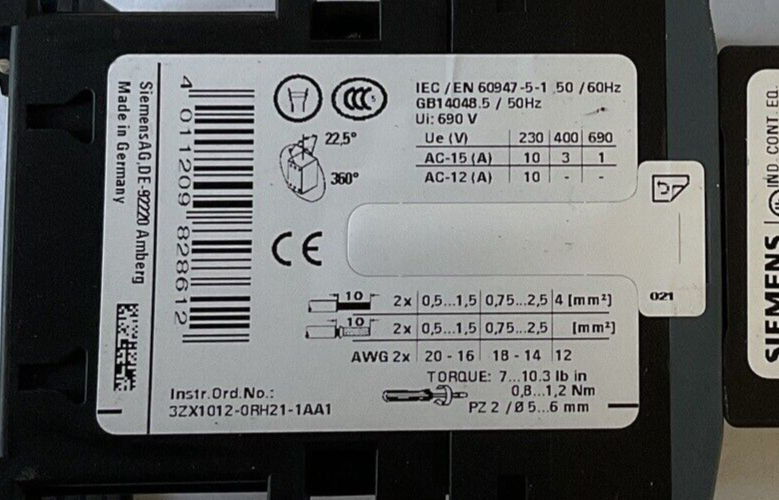 Siemens AG, DE-92220 Amberg
Made in Germany
4 011209 828612
CCC
IEC / EN 60947-5-1 50 / 60Hz
GB14048.5 / 50Hz
Ui: 690 V
Ue (V) 230 400 690
AC-15 (A) 10 3 1
AC-12 (A) 10 - -
22,5°
360°
CE
021
10 2x 0,5...1,5 0,75...2,5 4 [mm²]
10 2x 0,5...1,5 0,75...2,5 [mm²]
AWG 2x 20 - 16 18 - 14 12
TORQUE: 7...10.3 lb in
0,8...1,2 Nm
PZ 2 / Ø 5...6 mm
Instr.Ord.No.:
3ZX1012-0RH21-1AA1
SIEMENS
IND. CONT. EQ.